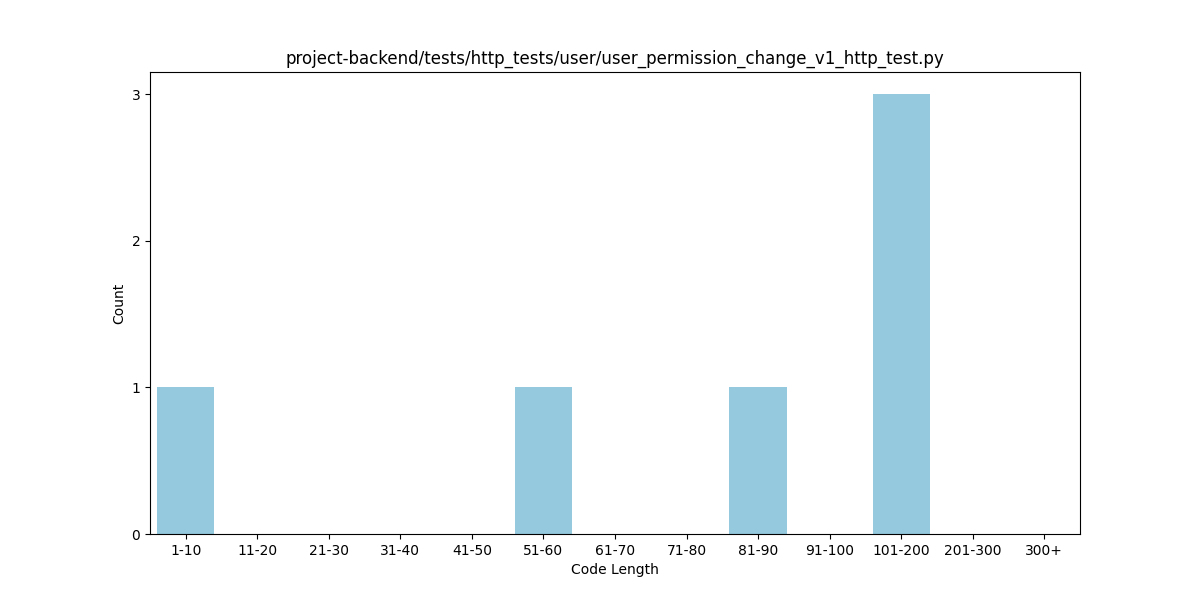 project-backend/tests/http_tests/user/user_permission_change_v1_http_test.py
3
2
1
0
Count
1-10 11-20 21-30 31-40 41-50 51-60 61-70 71-80 81-90 91-100 101-200 201-300 300+
Code Length